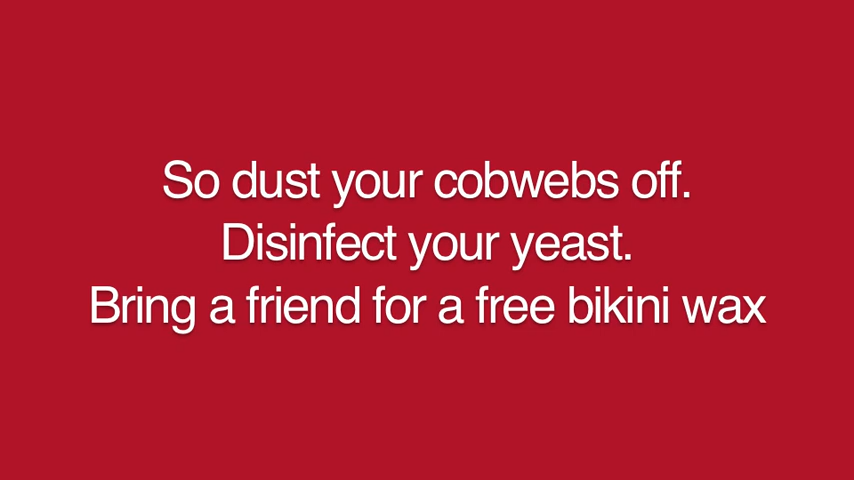 So dust your cobwebs off.
Disinfect your yeast.
Bring a friend for a free bikini wax